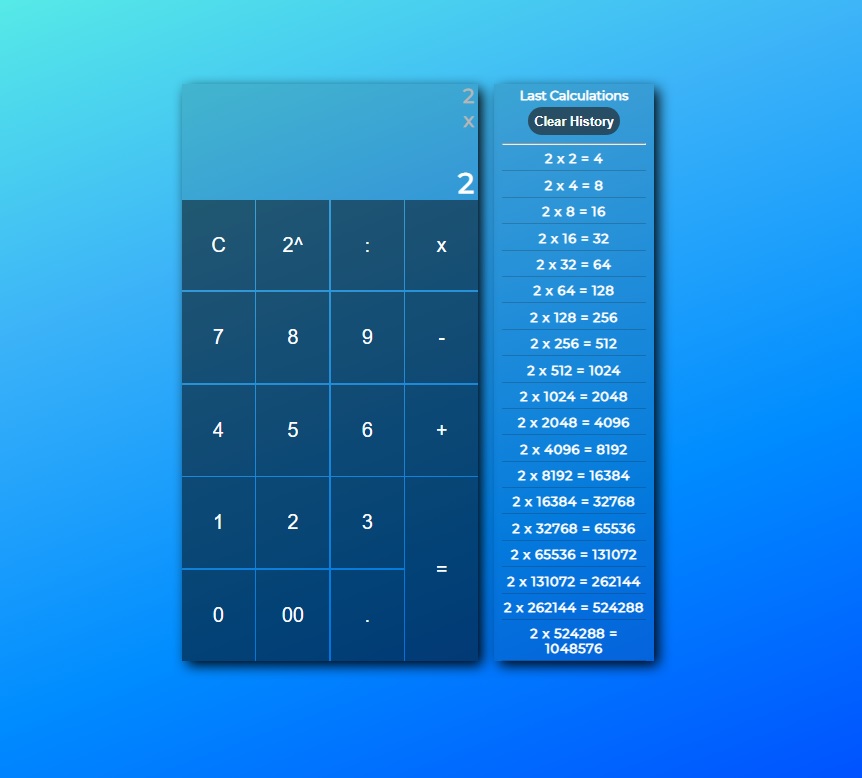 2
x
2
C 2^ : x
7 8 9 -
4 5 6 +
1 2 3
=
0 00 .
Last Calculations
Clear History
2 x 2 = 4
2 x 4 = 8
2 x 8 = 16
2 x 16 = 32
2 x 32 = 64
2 x 64 = 128
2 x 128 = 256
2 x 256 = 512
2 x 512 = 1024
2 x 1024 = 2048
2 x 2048 = 4096
2 x 4096 = 8192
2 x 8192 = 16384
2 x 16384 = 32768
2 x 32768 = 65536
2 x 65536 = 131072
2 x 131072 = 262144
2 x 262144 = 524288
2 x 524288 =
1048576